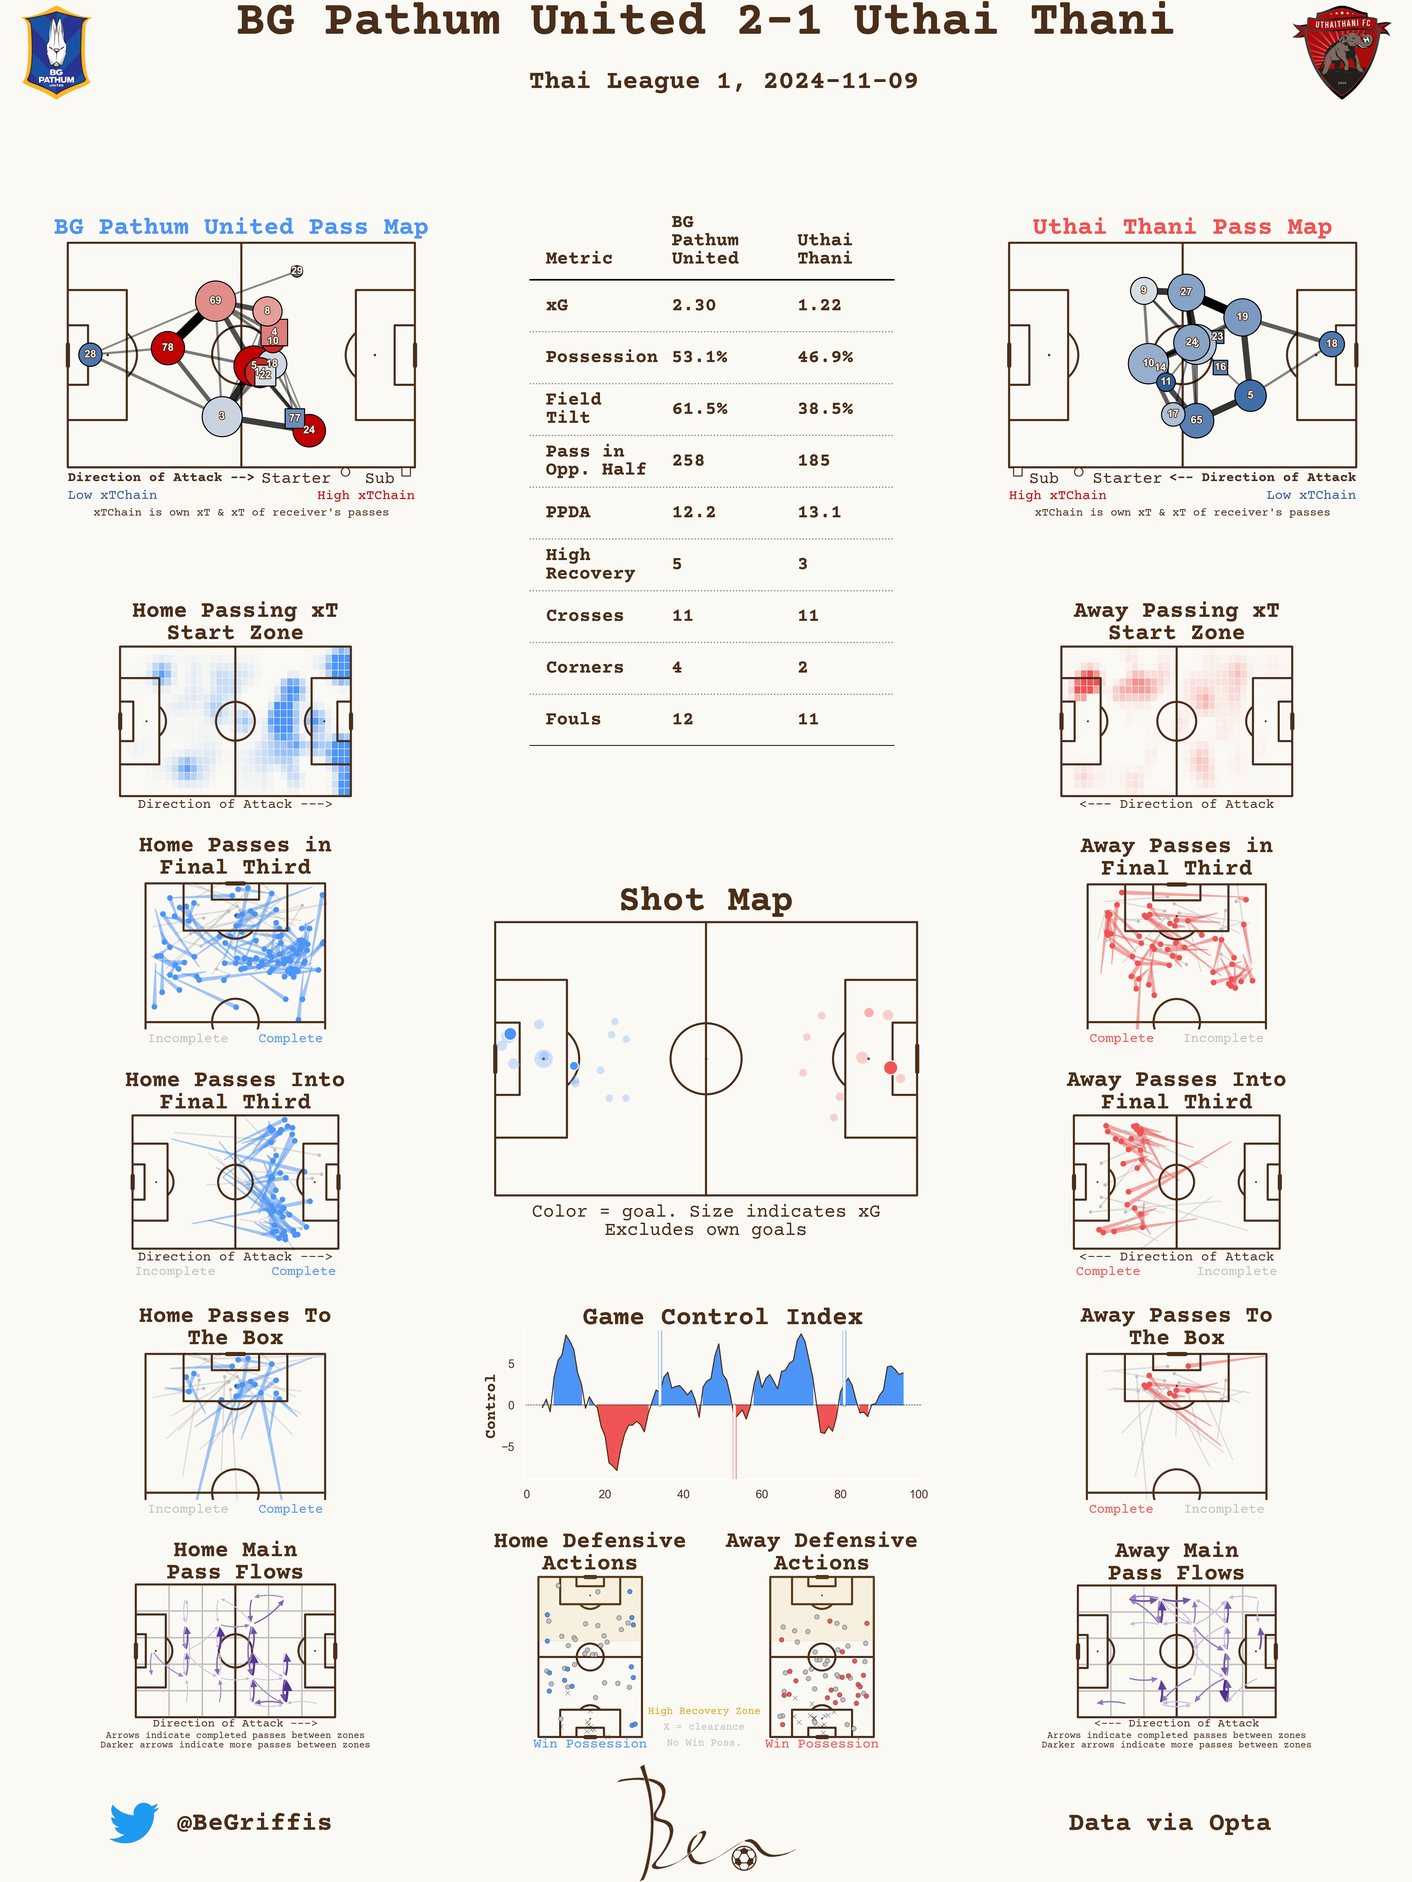 BG Pathum United 2-1 Uthai Thani
Thai League 1, 2024-11-09
BG
PATHUM
UNITED
UTHAITHANI FC
BG Pathum United Pass Map
29
69
8
4
10
78
28
5
18
22
3
77
24
Direction of Attack --> Starter Sub
Low xTChain High xTChain
xTChain is own xT & xT of receiver's passes
Metric BG Pathum United Uthai Thani
xG 2.30 1.22
Possession 53.1% 46.9%
Field Tilt 61.5% 38.5%
Pass in Opp. Half 258 185
PPDA 12.2 13.1
High Recovery 5 3
Crosses 11 11
Corners 4 2
Fouls 12 11
Uthai Thani Pass Map
9
27
19
23
24
18
10
14
16
11
5
17
65
Sub Starter <-- Direction of Attack
High xTChain Low xTChain
xTChain is own xT & xT of receiver's passes
Home Passing xT
Start Zone
Direction of Attack --->
Away Passing xT
Start Zone
<--- Direction of Attack
Home Passes in
Final Third
Incomplete Complete
Away Passes in
Final Third
Complete Incomplete
Shot Map
Color = goal. Size indicates xG
Excludes own goals
Home Passes Into
Final Third
Direction of Attack --->
Incomplete Complete
Away Passes Into
Final Third
<--- Direction of Attack
Complete Incomplete
Home Passes To
The Box
Incomplete Complete
Game Control Index
Control
5
0
−5
0 20 40 60 80 100
Away Passes To
The Box
Complete Incomplete
Home Main
Pass Flows
Direction of Attack --->
Arrows indicate completed passes between zones
Darker arrows indicate more passes between zones
Home Defensive
Actions
Win Possession
High Recovery Zone
X = clearance
No Win Poss.
Away Defensive
Actions
Win Possession
Away Main
Pass Flows
<--- Direction of Attack
Arrows indicate completed passes between zones
Darker arrows indicate more passes between zones
@BeGriffis
Ben
Data via Opta